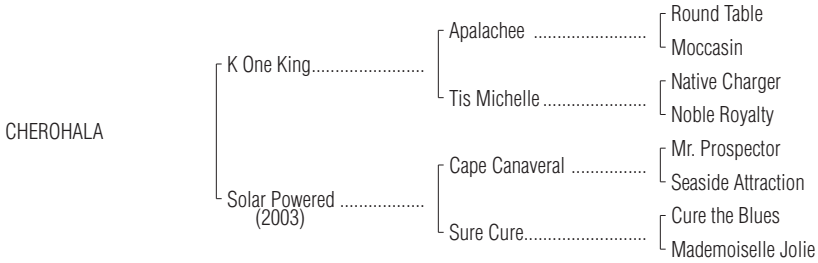 Round Table
Apalachee ........................
Moccasin
K One King........................
Native Charger
Tis Michelle......................
Noble Royalty
CHEROHALA
Mr. Prospector
Cape Canaveral ................
Seaside Attraction
Solar Powered ..................
(2003)
Cure the Blues
Sure Cure..........................
Mademoiselle Jolie